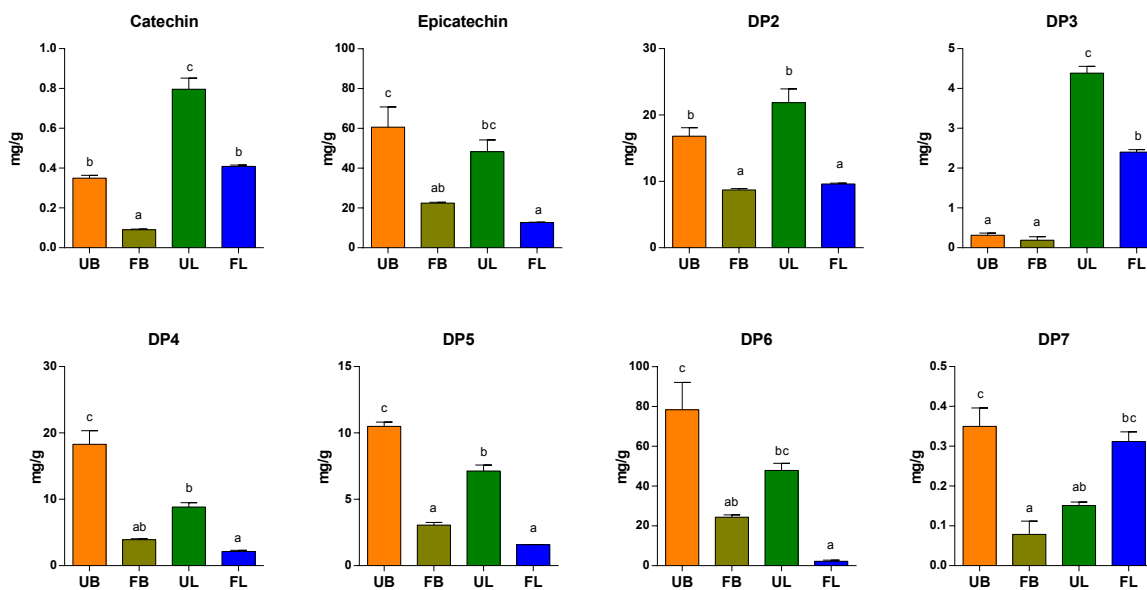 Catechin
mg/g
1.0
0.8
0.6
0.4
0.2
0.0
b
a
c
b
UB FB UL FL
Epicatechin
mg/g
100
80
60
40
20
0
c
ab
bc
a
UB FB UL FL
DP2
mg/g
30
20
10
0
b
a
b
a
UB FB UL FL
DP3
mg/g
5
4
3
2
1
0
a
a
c
b
UB FB UL FL
DP4
mg/g
30
20
10
0
c
ab
b
a
UB FB UL FL
DP5
mg/g
15
10
5
0
c
a
b
a
UB FB UL FL
DP6
mg/g
100
80
60
40
20
0
c
ab
bc
a
UB FB UL FL
DP7
mg/g
0.5
0.4
0.3
0.2
0.1
0.0
c
a
ab
bc
UB FB UL FL